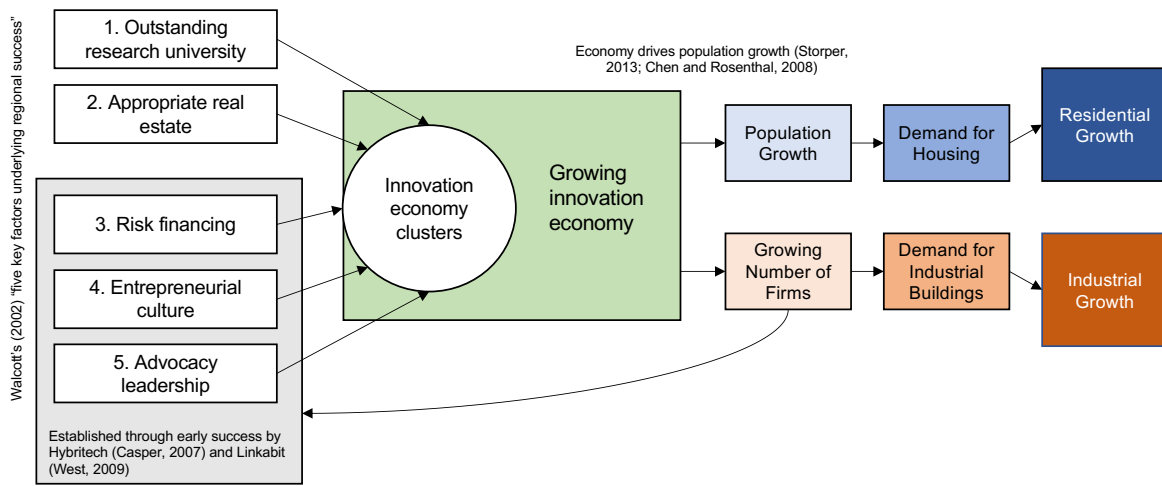 Walcott's (2002) "five key factors underlying regional success"
1. Outstanding
research university
2. Appropriate real
estate
3. Risk financing
4. Entrepreneurial
culture
5. Advocacy
leadership
Established through early success by
Hybritech (Casper, 2007) and Linkabit
(West, 2009)
Innovation
economy
clusters
Growing
innovation
economy
Economy drives population growth (Storper,
2013; Chen and Rosenthal, 2008)
Population
Growth
Demand for
Housing
Residential
Growth
Growing
Number of
Firms
Demand for
Industrial
Buildings
Industrial
Growth